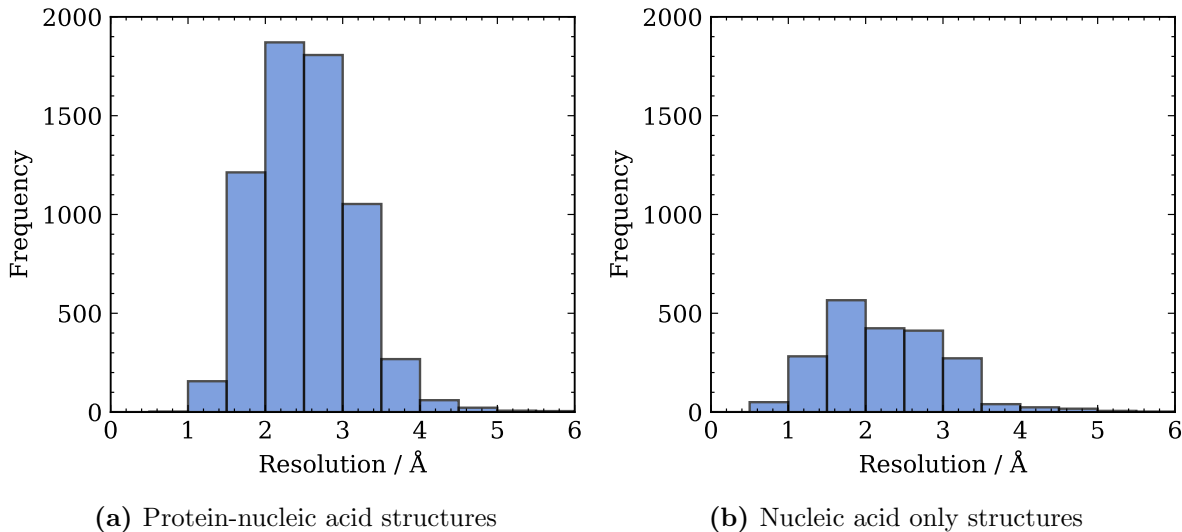 2000
1500
1000
500
0
Frequency
0 1 2 3 4 5 6
Resolution / Å
(a) Protein-nucleic acid structures
2000
1500
1000
500
0
Frequency
0 1 2 3 4 5 6
Resolution / Å
(b) Nucleic acid only structures